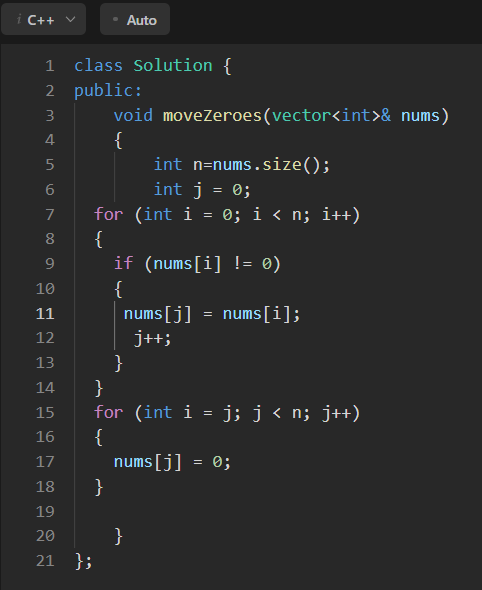 i C++ Auto
1 class Solution {
2 public:
3     void moveZeroes(vector<int>& nums)
4     {
5         int n=nums.size();
6         int j = 0;
7   for (int i = 0; i < n; i++)
8   {
9     if (nums[i] != 0)
10     {
11      nums[j] = nums[i];
12       j++;
13     }
14   }
15   for (int i = j; j < n; j++)
16   {
17     nums[j] = 0;
18   }
19
20     }
21 };